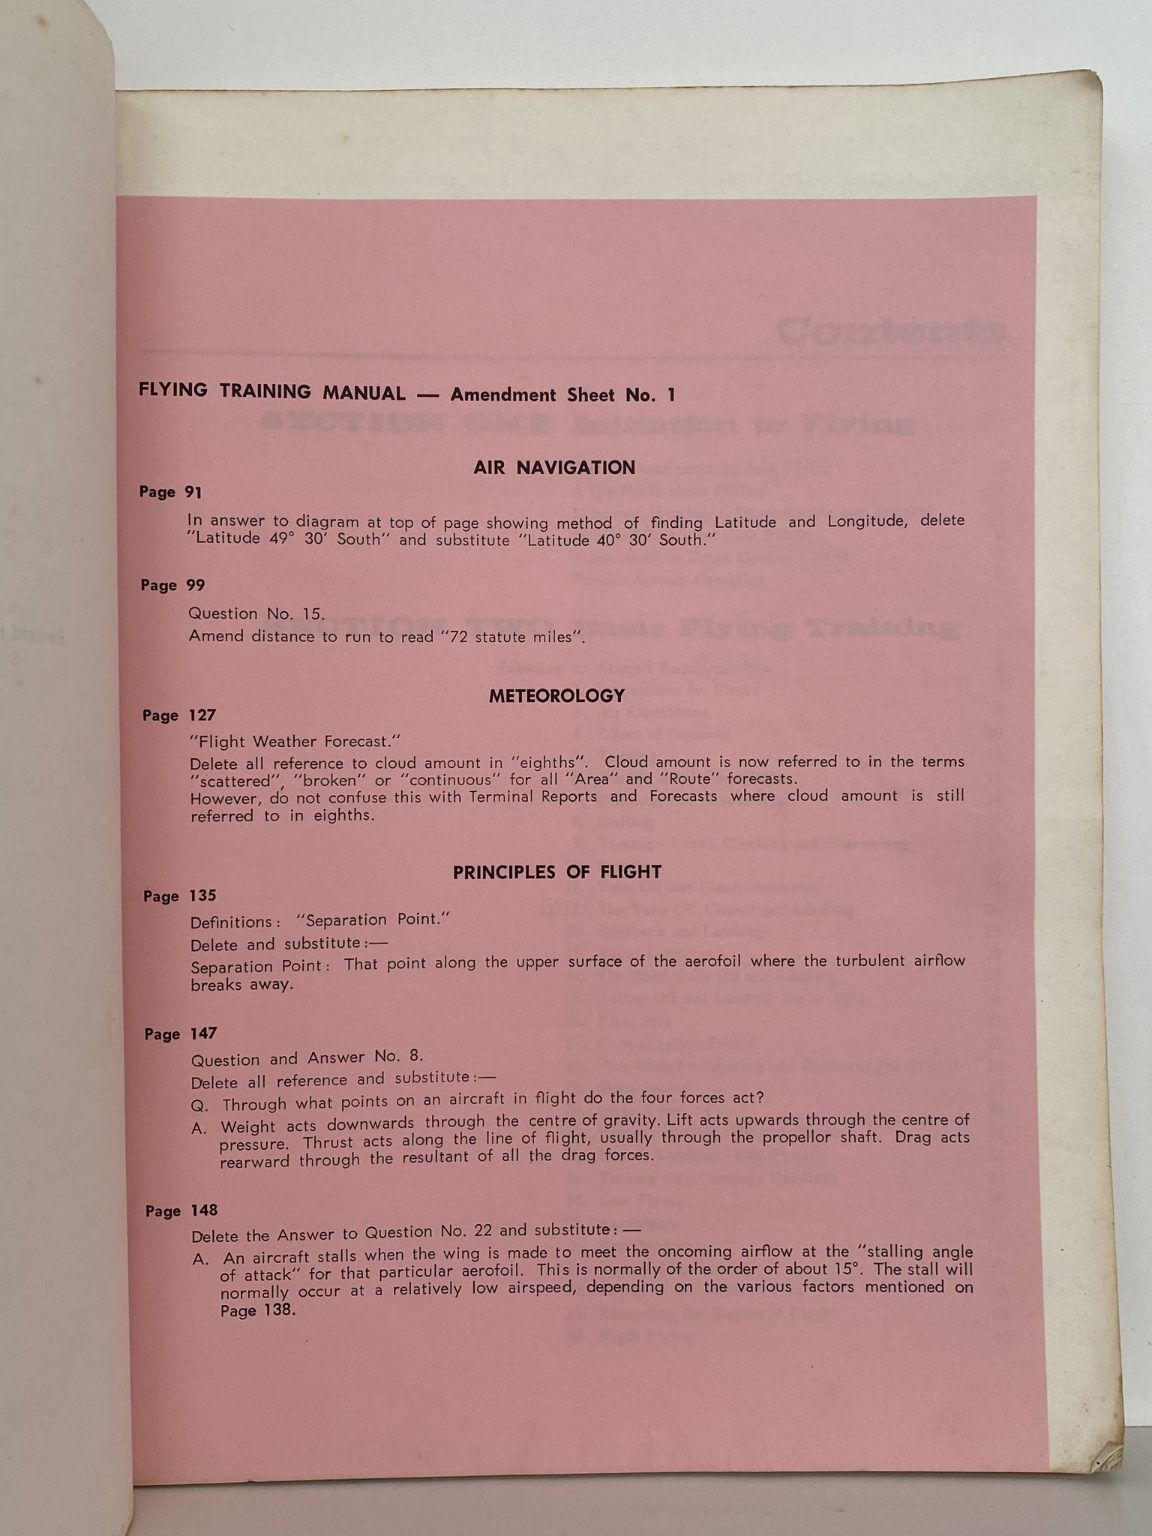 Contents
FLYING TRAINING MANUAL — Amendment Sheet No. 1
SECTION ONE Initiation to Flying
AIR NAVIGATION
Page 91
In answer to diagram at top of page showing method of finding Latitude and Longitude, delete
"Latitude 49° 30′ South" and substitute "Latitude 40° 30′ South."
Page 99
Question No. 15.
SECTION TWO Basic Flying Training
Amend distance to run to read "72 statute miles".
METEOROLOGY
Page 127
"Flight Weather Forecast."
Delete all reference to cloud amount in "eighths". Cloud amount is now referred to in the terms
"scattered", "broken" or "continuous" for all "Area" and "Route" forecasts.
However, do not confuse this with Terminal Reports and Forecasts where cloud amount is still
referred to in eighths.
PRINCIPLES OF FLIGHT
Page 135
Definitions: "Separation Point."
Delete and substitute:—
Separation Point: That point along the upper surface of the aerofoil where the turbulent airflow
breaks away.
Page 147
Question and Answer No. 8.
Delete all reference and substitute:—
Q. Through what points on an aircraft in flight do the four forces act?
A. Weight acts downwards through the centre of gravity. Lift acts upwards through the centre of
pressure. Thrust acts along the line of flight, usually through the propellor shaft. Drag acts
rearward through the resultant of all the drag forces.
Page 148
Delete the Answer to Question No. 22 and substitute:—
A. An aircraft stalls when the wing is made to meet the oncoming airflow at the "stalling angle
of attack" for that particular aerofoil. This is normally of the order of about 15°. The stall will
normally occur at a relatively low airspeed, depending on the various factors mentioned on
Page 138.